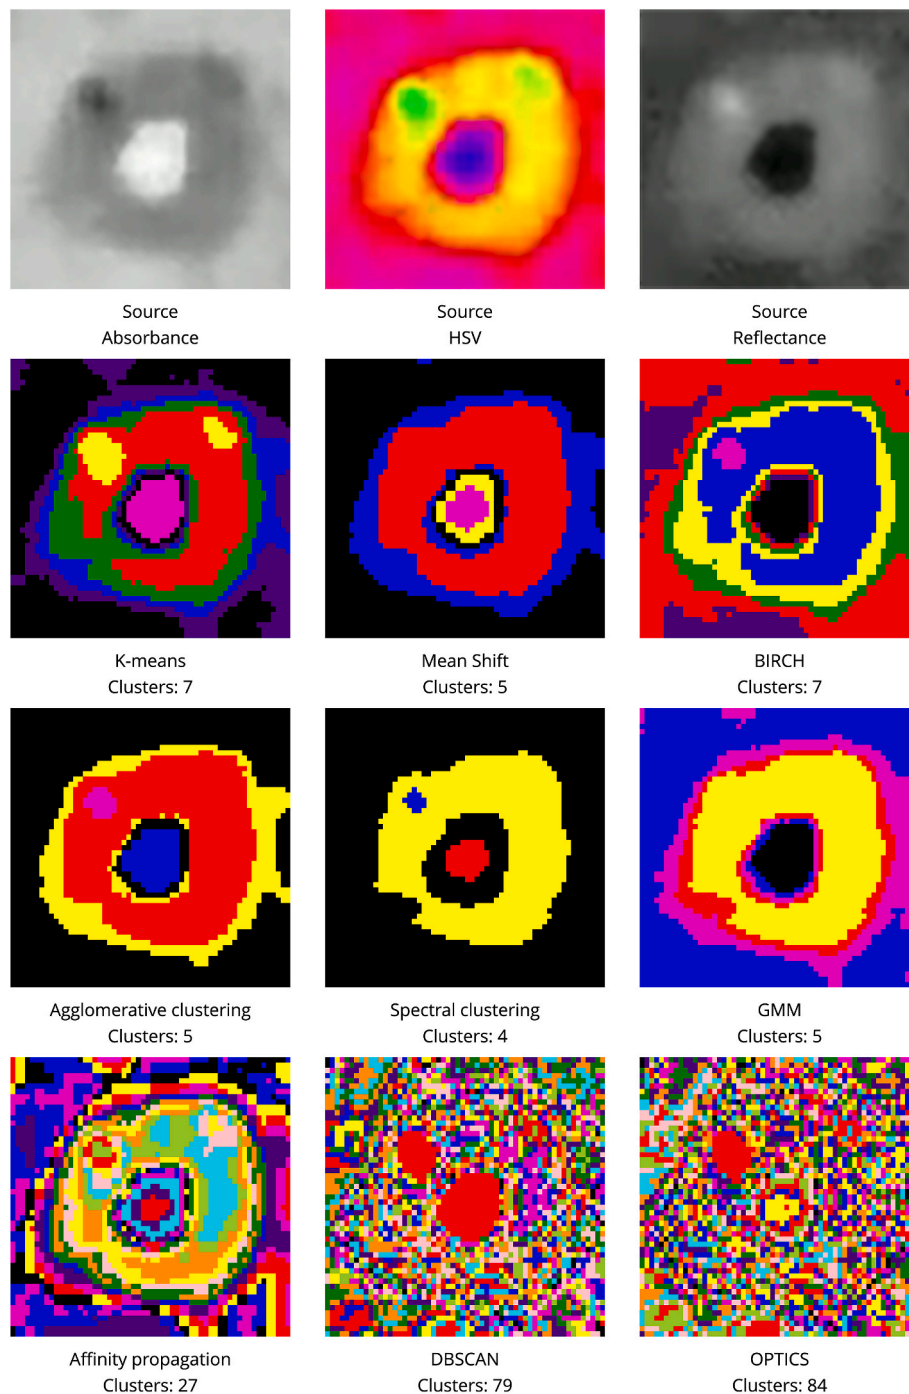 Source
Absorbance
Source
HSV
Source
Reflectance
K-means
Clusters: 7
Mean Shift
Clusters: 5
BIRCH
Clusters: 7
Agglomerative clustering
Clusters: 5
Spectral clustering
Clusters: 4
GMM
Clusters: 5
Affinity propagation
Clusters: 27
DBSCAN
Clusters: 79
OPTICS
Clusters: 84